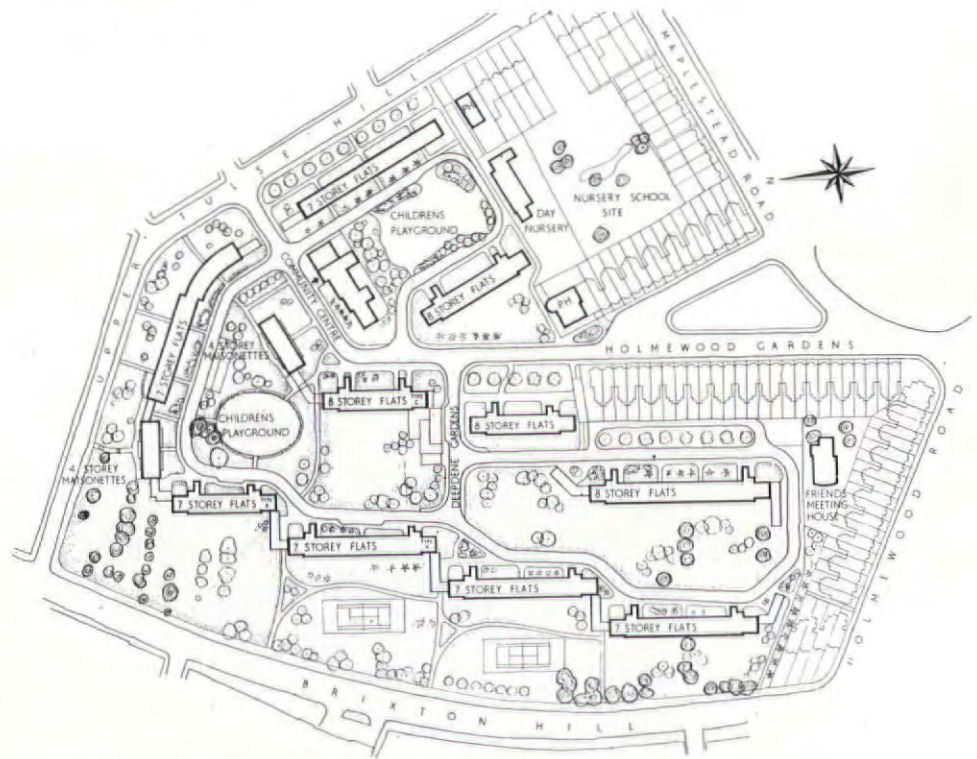 MAPLESTEAD ROAD
UPPER TULSE HILL
7 STOREY FLATS
PH
N
CHILDRENS
PLAYGROUND
DAY
NURSERY
NURSERY SCHOOL
SITE
COMMUNITY CENTRE
8 STOREY FLATS
PH
7 STOREY FLATS
4 STOREY
MAISONETTES
HOLMEWOOD GARDENS
8 STOREY FLATS
CHILDRENS
PLAYGROUND
DEEPDENE GARDENS
8 STOREY FLATS
4 STOREY
MAISONETTES
7 STOREY FLATS
8 STOREY FLATS
FRIENDS
MEETING
HOUSE
HOLMEWOOD ROAD
7 STOREY FLATS
7 STOREY FLATS
7 STOREY FLATS
BRIXTON HILL